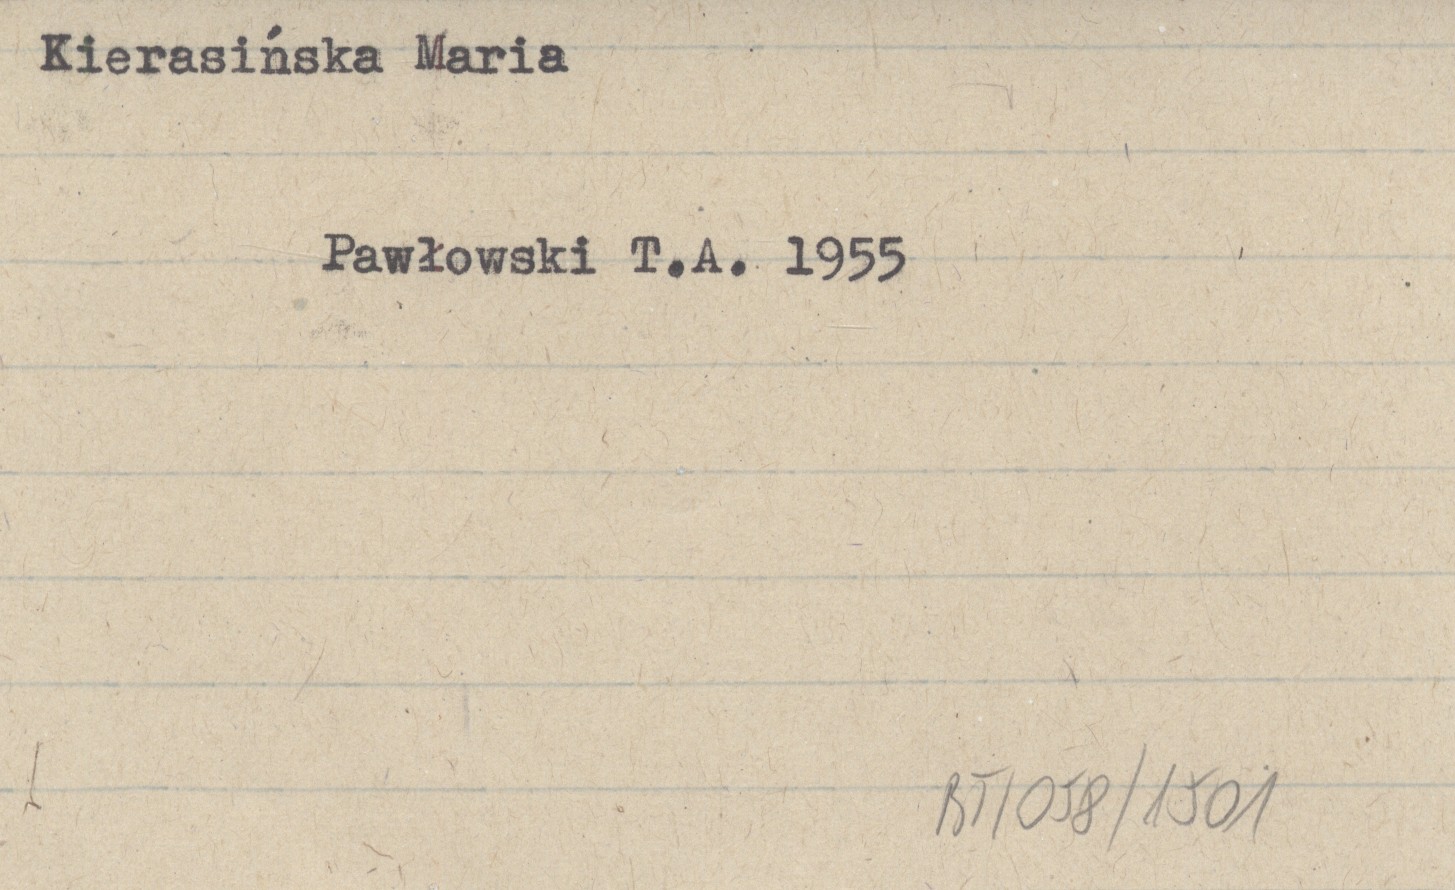 Kierasińska Maria
Pawłowski T.A. 1955
BT/058/1501